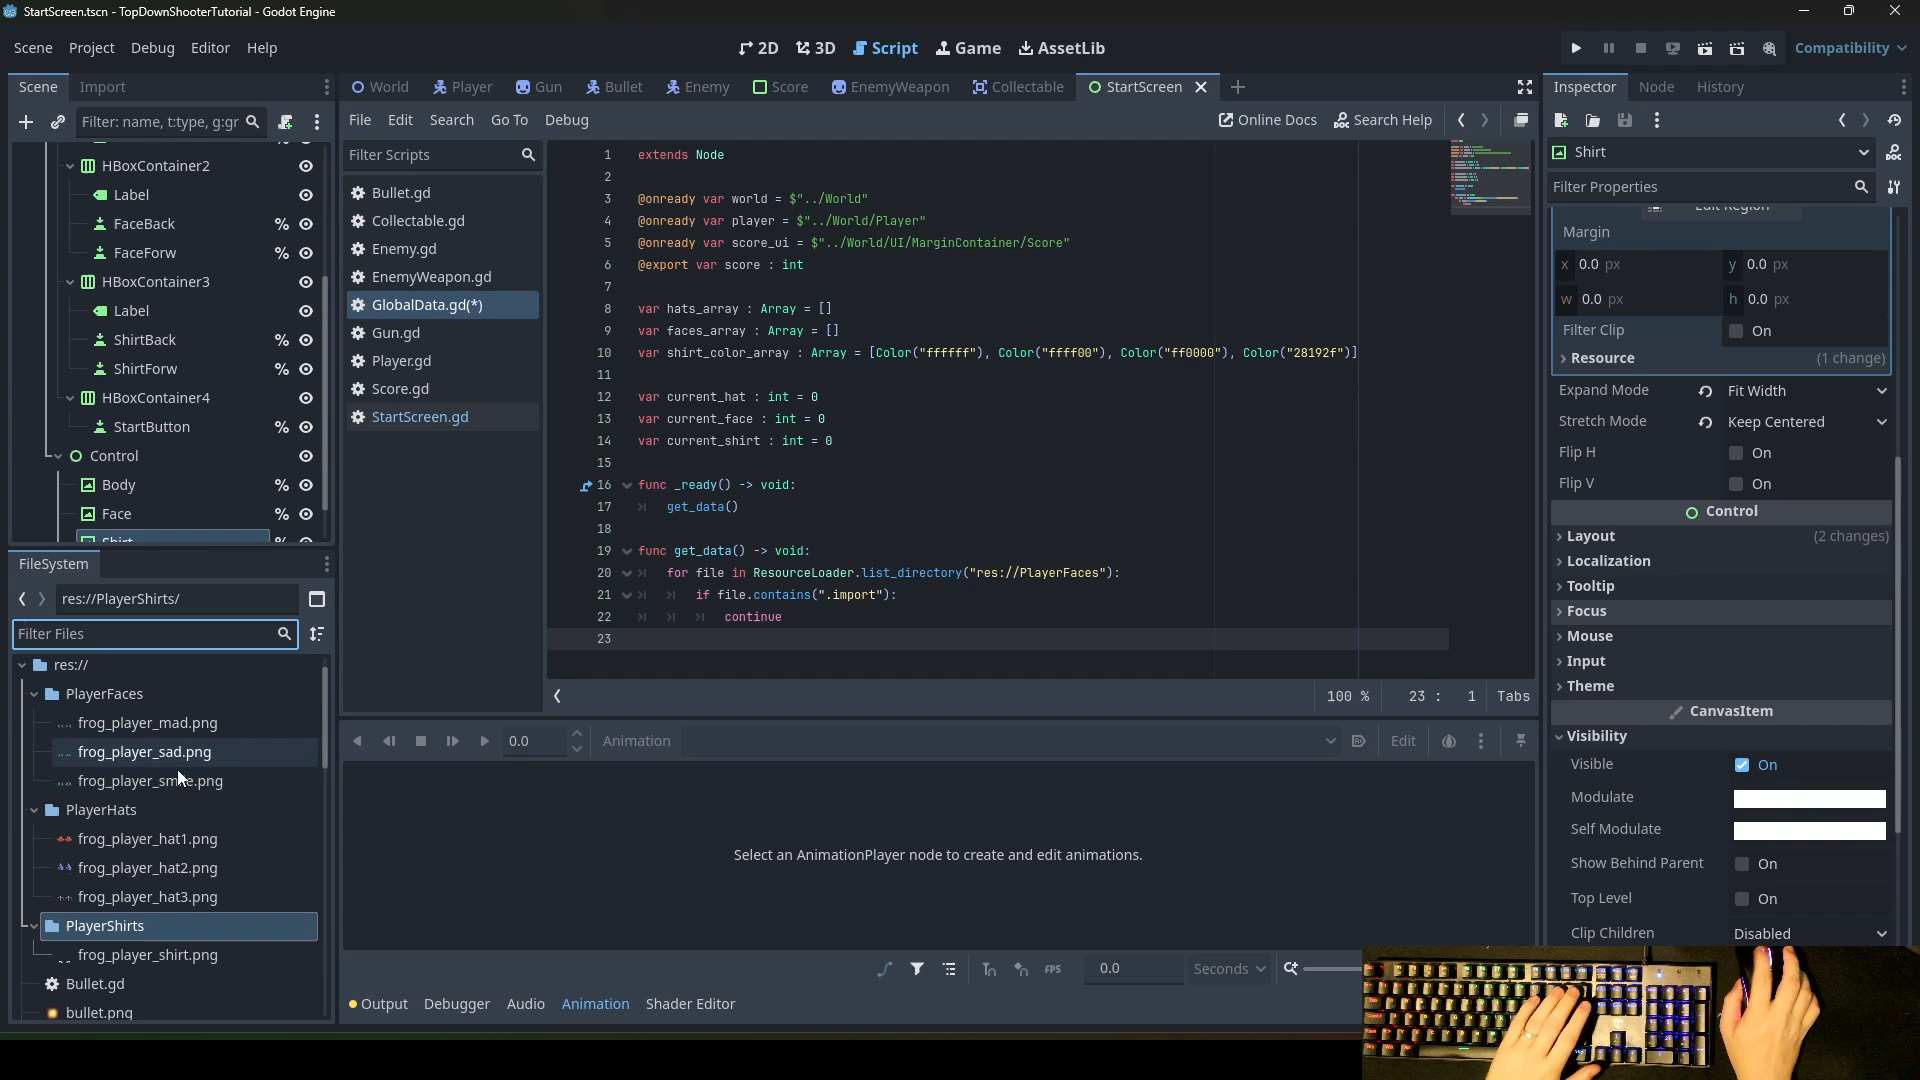 StartScreen.tscn - TopDownShooterTutorial - Godot Engine
Scene Project Debug Editor Help
2D 3D Script Game AssetLib
Compatibility
Scene Import
World Player Gun Bullet Enemy Score EnemyWeapon Collectable StartScreen
Inspector Node History
Filter: name, t:type, g:gr
File Edit Search Go To Debug
Online Docs Search Help
Filter Scripts
Bullet.gd
Collectable.gd
Enemy.gd
EnemyWeapon.gd
GlobalData.gd(*)
Gun.gd
Player.gd
Score.gd
StartScreen.gd
HBoxContainer2
Label
FaceBack %
FaceForw %
HBoxContainer3
Label
ShirtBack %
ShirtForw %
HBoxContainer4
StartButton %
Control
Body %
Face %
Shirt %
FileSystem
res://PlayerShirts/
Filter Files
res://
PlayerFaces
frog_player_mad.png
frog_player_sad.png
PlayerHats
frog_player_hat1.png
frog_player_hat2.png
frog_player_hat3.png
PlayerShirts
frog_player_shirt.png
Bullet.gd
bullet.png
1 extends Node
2
3 @onready var world = $"../World"
4 @onready var player = $"../World/Player"
5 @onready var score_ui = $"../World/UI/MarginContainer/Score"
6 @export var score : int
7
8 var hats_array : Array = []
9 var faces_array : Array = []
10 var shirt_color_array : Array = [Color("ffffff"), Color("ffff00"), Color("ff0000"), Color("28192f")]
11
12 var current_hat : int = 0
13 var current_face : int = 0
14 var current_shirt : int = 0
15
16 func _ready() -> void:
17 get_data()
18
19 func get_data() -> void:
20 for file in ResourceLoader.list_directory("res://PlayerFaces"):
21 if file.contains(".import"):
22 continue
23
100 % 23 : 1 Tabs
0.0 Animation Edit
Select an AnimationPlayer node to create and edit animations.
FPS 0.0 Seconds
Output Debugger Audio Animation Shader Editor
Shirt
Filter Properties
Edit Region
Margin
x 0.0 px y 0.0 px
w 0.0 px h 0.0 px
Filter Clip On
Resource (1 change)
Expand Mode Fit Width
Stretch Mode Keep Centered
Flip H On
Flip V On
Control
Layout (2 changes)
Localization
Tooltip
Focus
Mouse
Input
Theme
CanvasItem
Visibility
Visible On
Modulate
Self Modulate
Show Behind Parent On
Top Level On
Clip Children Disabled